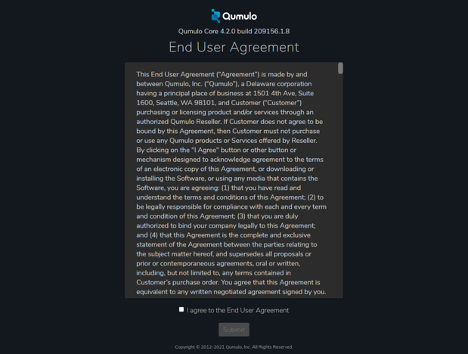 Qumulo
Qumulo Core 4.2.0 build 209156.1.8
End User Agreement
This End User Agreement ("Agreement") is made by and
between Qumulo, Inc. ("Qumulo"), a Delaware corporation
having a principal place of business at 1501 4th Ave, Suite
1600, Seattle, WA 98101, and Customer ("Customer")
purchasing or licensing product and/or services through an
authorized Qumulo Reseller. If Customer does not agree to be
bound by this Agreement, then Customer must not purchase
or use any Qumulo products or Services offered by Reseller.
By clicking on the "I Agree" button or other button or
mechanism designed to acknowledge agreement to the terms
of an electronic copy of this Agreement, or downloading or
installing the Software, or using any media that contains the
Software, you are agreeing: (1) that you have read and
understand the terms and conditions of this Agreement; (2) to
be legally responsible for compliance with each and every term
and condition of this Agreement; (3) that you are duly
authorized to bind your company legally to this Agreement;
and (4) that this Agreement is the complete and exclusive
statement of the Agreement between the parties relating to
the subject matter hereof, and supersedes all proposals or
prior or contemporaneous agreements, oral or written,
including, but not limited to, any terms contained in
Customer's purchase order. You agree that this Agreement is
equivalent to any written negotiated agreement signed by you.
I agree to the End User Agreement
Submit
Copyright © 2012-2021 Qumulo, Inc. All Rights Reserved.